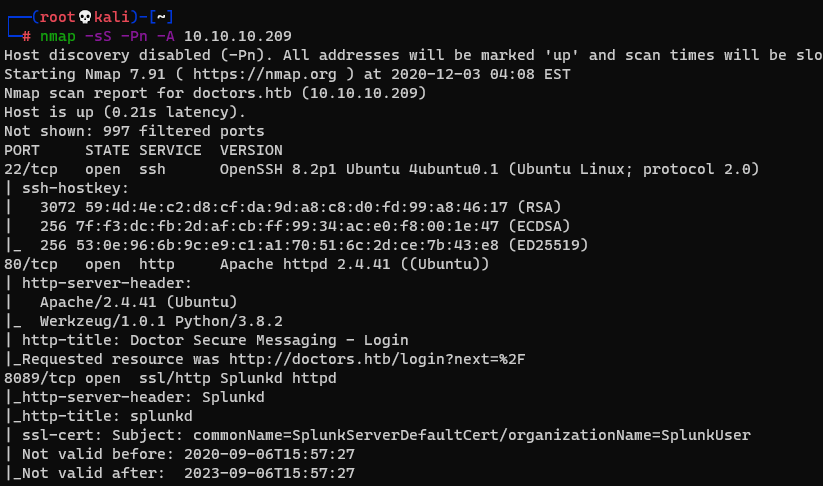 ┌──(root💀kali)-[~]
└─# nmap -sS -Pn -A 10.10.10.209
Host discovery disabled (-Pn). All addresses will be marked 'up' and scan times will be slo
Starting Nmap 7.91 ( https://nmap.org ) at 2020-12-03 04:08 EST
Nmap scan report for doctors.htb (10.10.10.209)
Host is up (0.21s latency).
Not shown: 997 filtered ports
PORT     STATE SERVICE  VERSION
22/tcp   open  ssh      OpenSSH 8.2p1 Ubuntu 4ubuntu0.1 (Ubuntu Linux; protocol 2.0)
| ssh-hostkey:
|   3072 59:4d:4e:c2:d8:cf:da:9d:a8:c8:d0:fd:99:a8:46:17 (RSA)
|   256 7f:f3:dc:fb:2d:af:cb:ff:99:34:ac:e0:f8:00:1e:47 (ECDSA)
|_  256 53:0e:96:6b:9c:e9:c1:a1:70:51:6c:2d:ce:7b:43:e8 (ED25519)
80/tcp   open  http     Apache httpd 2.4.41 ((Ubuntu))
| http-server-header:
|   Apache/2.4.41 (Ubuntu)
|_  Werkzeug/1.0.1 Python/3.8.2
| http-title: Doctor Secure Messaging - Login
|_Requested resource was http://doctors.htb/login?next=%2F
8089/tcp open  ssl/http Splunkd httpd
|_http-server-header: Splunkd
|_http-title: splunkd
| ssl-cert: Subject: commonName=SplunkServerDefaultCert/organizationName=SplunkUser
| Not valid before: 2020-09-06T15:57:27
|_Not valid after:  2023-09-06T15:57:27